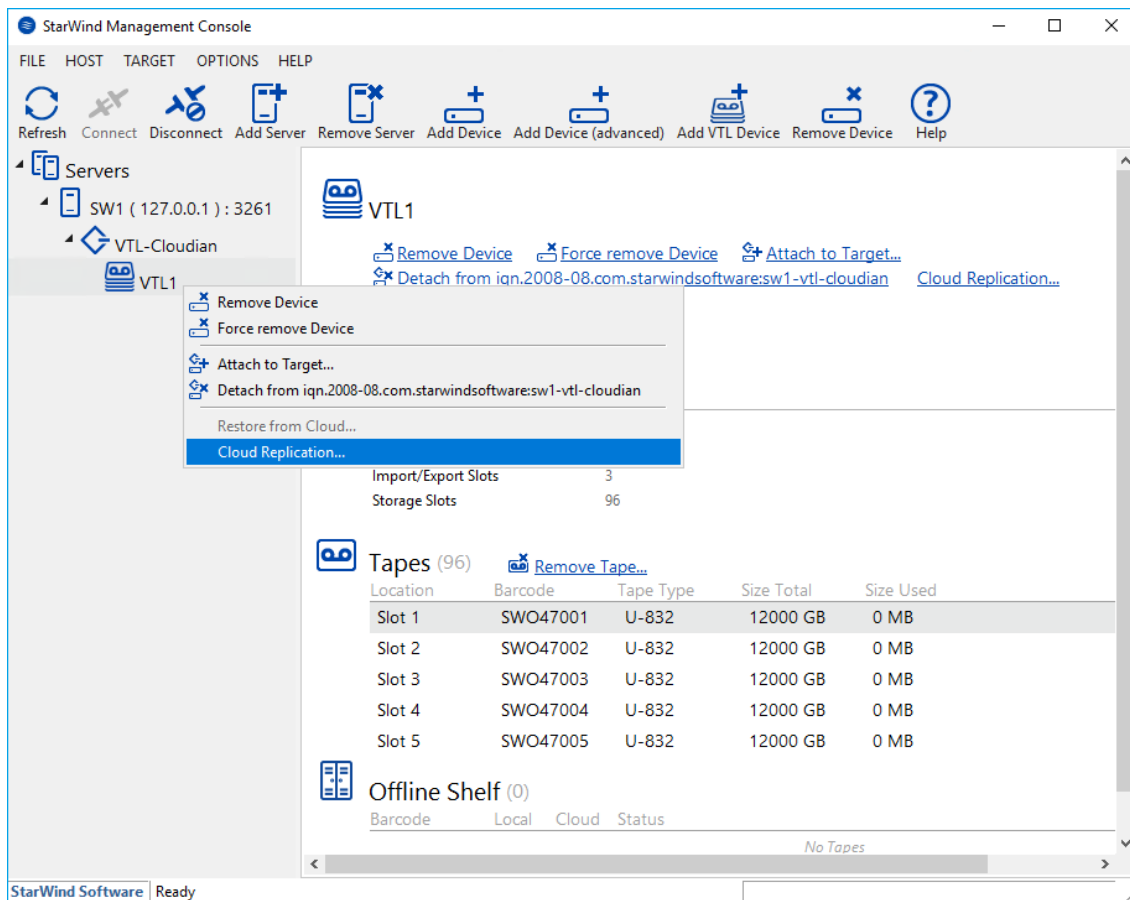 StarWind Management Console
FILE HOST TARGET OPTIONS HELP
Refresh Connect Disconnect Add Server Remove Server Add Device Add Device (advanced) Add VTL Device Remove Device Help
Servers
SW1 ( 127.0.0.1 ) : 3261
VTL-Cloudian
VTL1
VTL1
Remove Device Force remove Device Attach to Target...
Detach from iqn.2008-08.com.starwindsoftware:sw1-vtl-cloudian Cloud Replication...
Remove Device
Force remove Device
Attach to Target...
Detach from iqn.2008-08.com.starwindsoftware:sw1-vtl-cloudian
Restore from Cloud...
Cloud Replication...
Import/Export Slots 3
Storage Slots 96
Tapes (96) Remove Tape...
Location Barcode Tape Type Size Total Size Used
Slot 1 SWO47001 U-832 12000 GB 0 MB
Slot 2 SWO47002 U-832 12000 GB 0 MB
Slot 3 SWO47003 U-832 12000 GB 0 MB
Slot 4 SWO47004 U-832 12000 GB 0 MB
Slot 5 SWO47005 U-832 12000 GB 0 MB
Offline Shelf (0)
Barcode Local Cloud Status
No Tapes
StarWind Software Ready